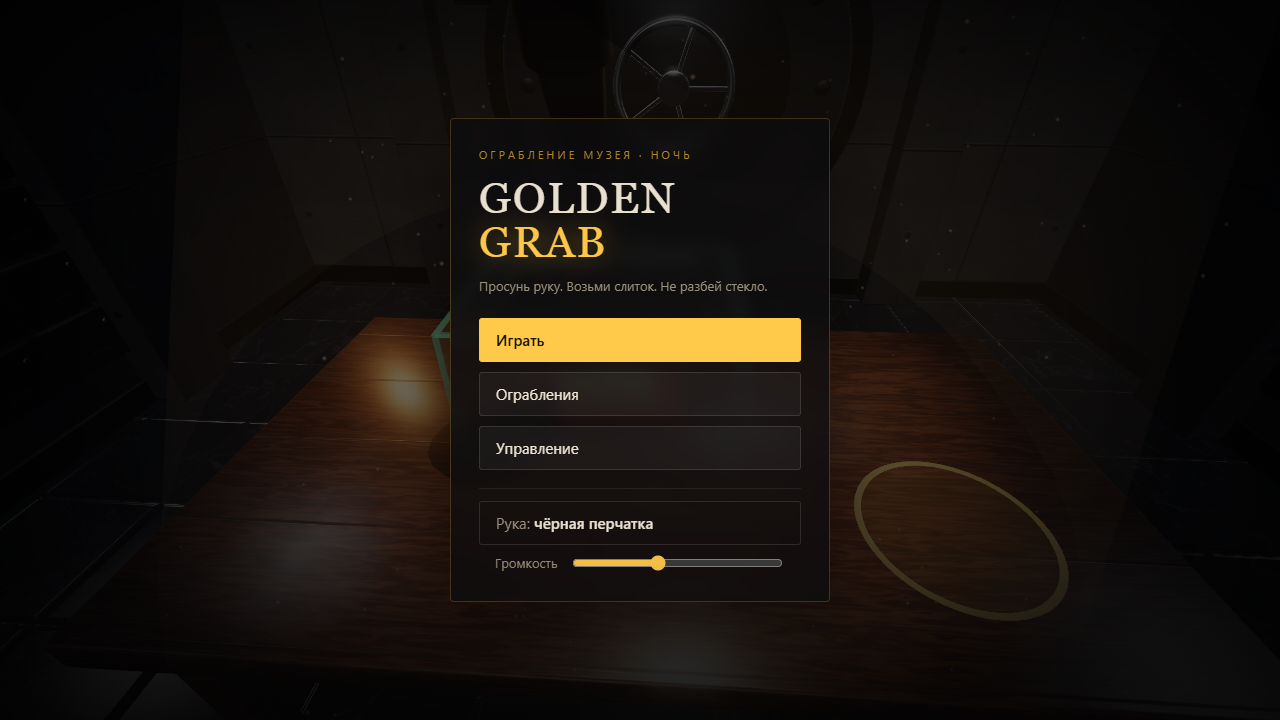 ОГРАБЛЕНИЕ МУЗЕЯ · НОЧЬ
GOLDEN
GRAB
Просунь руку. Возьми слиток. Не разбей стекло.
Играть
Ограбления
Управление
Рука: чёрная перчатка
Громкость